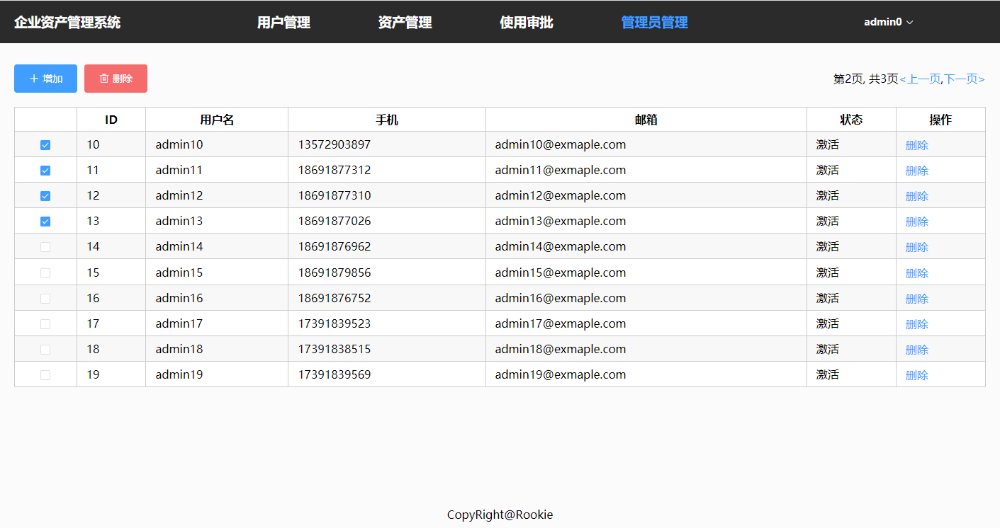 企业资产管理系统 用户管理 资产管理 使用审批 管理员管理 admin0
增加 删除 第2页, 共3页<上一页,下一页>
ID 用户名 手机 邮箱 状态 操作
10 admin10 13572903897 admin10@exmaple.com 激活 删除
11 admin11 18691877312 admin11@exmaple.com 激活 删除
12 admin12 18691877310 admin12@exmaple.com 激活 删除
13 admin13 18691877026 admin13@exmaple.com 激活 删除
14 admin14 18691876962 admin14@exmaple.com 激活 删除
15 admin15 18691879856 admin15@exmaple.com 激活 删除
16 admin16 18691876752 admin16@exmaple.com 激活 删除
17 admin17 17391839523 admin17@exmaple.com 激活 删除
18 admin18 17391838515 admin18@exmaple.com 激活 删除
19 admin19 17391839569 admin19@exmaple.com 激活 删除
CopyRight@Rookie